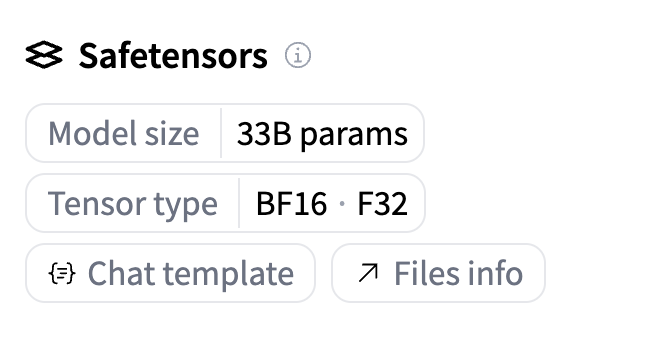 Safetensors
Model size 33B params
Tensor type BF16 · F32
Chat template Files info